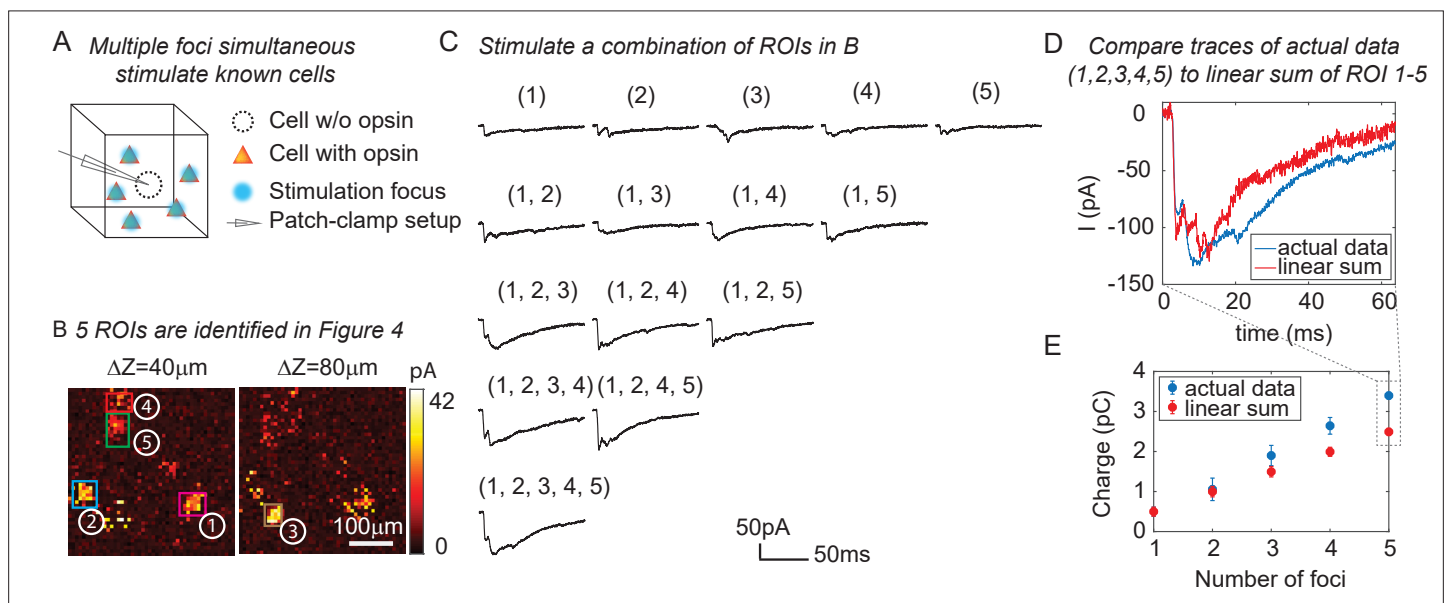 A Multiple foci simultaneous
stimulate known cells
Cell w/o opsin
Cell with opsin
Stimulation focus
Patch-clamp setup
B 5 ROIs are identified in Figure 4
ΔZ=40μm ΔZ=80μm pA
42
0
4
5
2
1
3
100μm
C Stimulate a combination of ROIs in B
(1) (2) (3) (4) (5)
(1, 2) (1, 3) (1, 4) (1, 5)
(1, 2, 3) (1, 2, 4) (1, 2, 5)
(1, 2, 3, 4) (1, 2, 4, 5)
(1, 2, 3, 4, 5)
50pA
50ms
D Compare traces of actual data
(1,2,3,4,5) to linear sum of ROI 1-5
0
-50
-100
-150
I (pA)
actual data
linear sum
0 20 40 60
time (ms)
E
4
3
2
1
0
Charge (pC)
actual data
linear sum
1 2 3 4 5
Number of foci